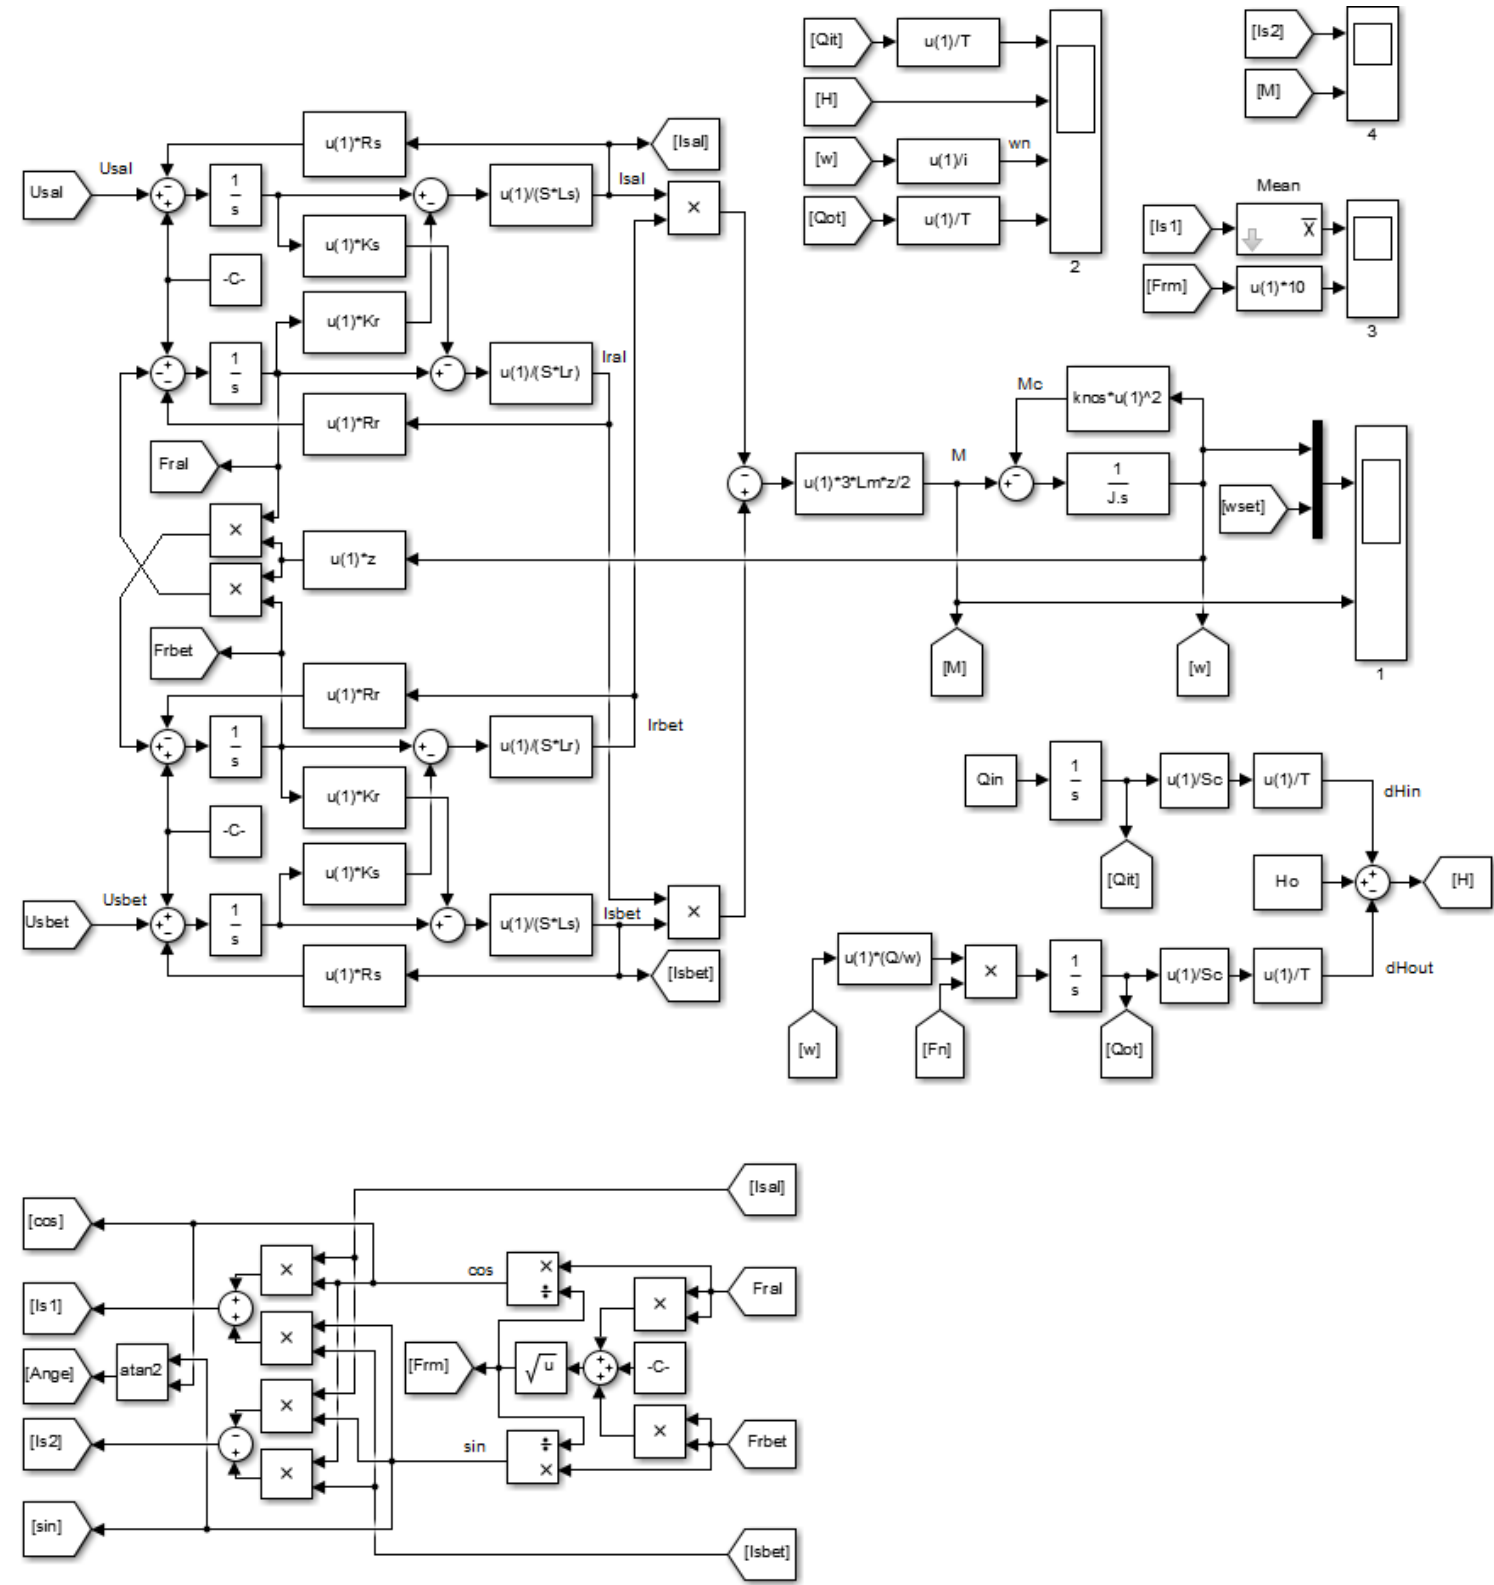 [Qit]
u(1)/T
[H]
[w]
u(1)/i
wn
[Qot]
u(1)/T
2
[Is2]
[M]
4
Mean
[Is1]
x
[Frm]
u(1)*10
3
u(1)*Rs
[Isal]
Usal
Usal
1
s
u(1)/(S*Ls)
Isal
×
u(1)*Ks
-C-
u(1)*Kr
1
s
u(1)/(S*Lr)
Iral
u(1)*Rr
Fral
×
u(1)*z
×
Frbet
u(1)*Rr
1
s
u(1)/(S*Lr)
Irbet
u(1)*Kr
-C-
u(1)*Ks
Usbet
Usbet
1
s
u(1)/(S*Ls)
Isbet
×
u(1)*Rs
[Isbet]
u(1)*3*Lm*z/2
M
Mc
knos*u(1)^2
1
J.s
[wset]
[M]
[w]
1
Qin
1
s
u(1)/Sc
u(1)/T
dHin
[Qit]
Ho
[H]
u(1)*(Q/w)
×
1
s
u(1)/Sc
u(1)/T
dHout
[w]
[Fn]
[Qot]
[Isal]
[cos]
×
cos
×
÷
×
Fral
[Is1]
×
[Frm]
√u
-C-
[Ange]
atan2
×
×
Frbet
[Is2]
×
sin
÷
×
[sin]
[Isbet]